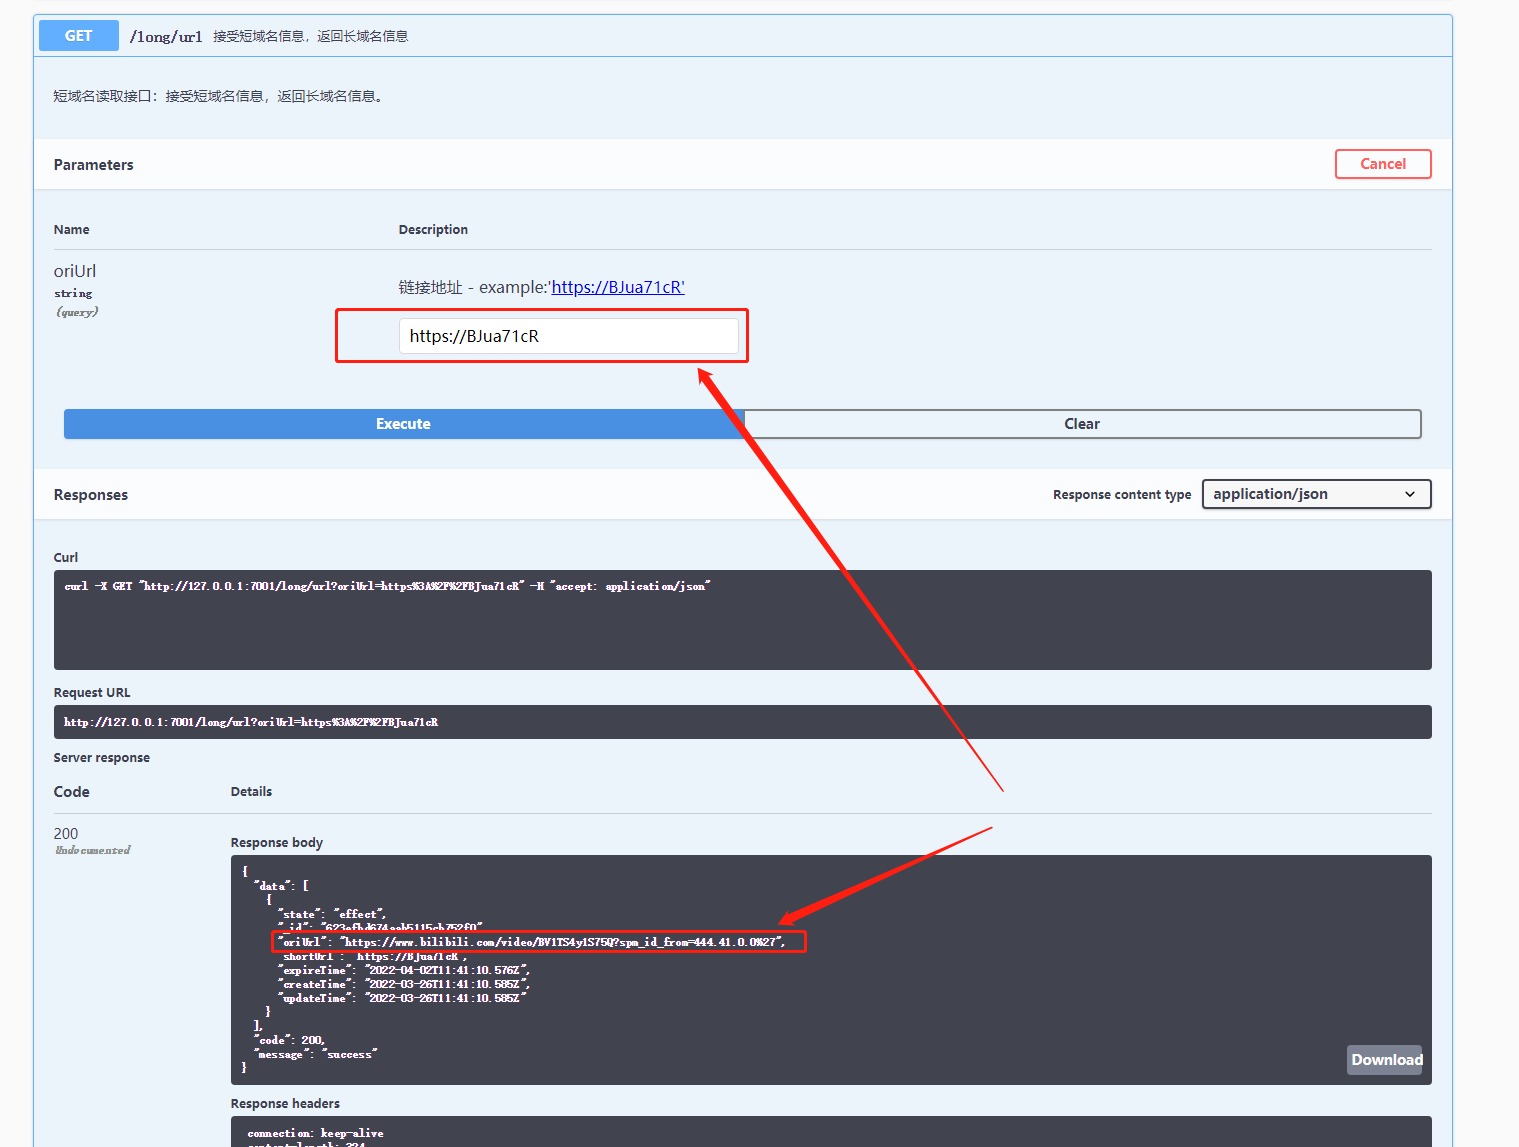 GET /long/url 接受短域名信息，返回长域名信息
短域名读取接口：接受短域名信息，返回长域名信息。
Parameters Cancel
Name Description
oriUrl
string
(query)
链接地址 - example:'https://BJua71cR'
https://BJua71cR
Execute Clear
Responses Response content type application/json
Curl
curl -X GET "http://127.0.0.1:7001/long/url?oriUrl=https%3A%2F%2FBJua71cR" -H "accept: application/json"
Request URL
http://127.0.0.1:7001/long/url?oriUrl=https%3A%2F%2FBJua71cR
Server response
Code Details
200
Undocumented
Response body
{
"data": [
{
"state": "effect",
"_id":
"oriUrl": "https://www.bilibili.com/video/BV1TS4y1S75Q?spm_id_from=444.41.0.0%27",
"shortUrl": "https://BJua71cR",
"expireTime": "2022-04-02T11:41:10.576Z",
"createTime": "2022-03-26T11:41:10.585Z",
"updateTime": "2022-03-26T11:41:10.585Z"
}
],
"code": 200,
"message": "success"
}
Download
Response headers
connection: keep-alive